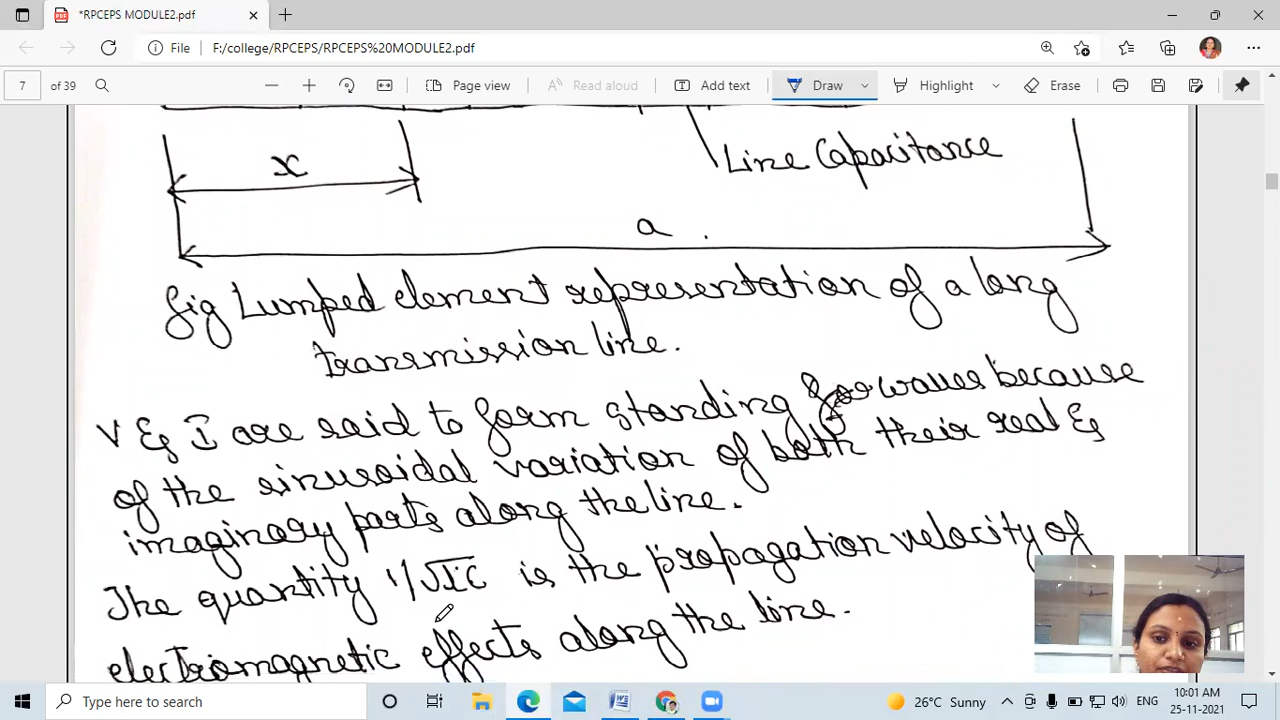 *RPCEPS MODULE2.pdf
File F:/college/RPCEPS/RPCEPS%20MODULE2.pdf
7 of 39 Page view Read aloud Add text Draw Highlight Erase
x
Line Capacitance
a
fig Lumped element representation of a long
transmission line.
V & I are said to form standing waves because
of the sinusoidal variation of both their real &
imaginary parts along the line.
The quantity 1/√LC is the propagation velocity of
electromagnetic effects along the line.
Type here to search
26°C Sunny ENG 10:01 AM
25-11-2021